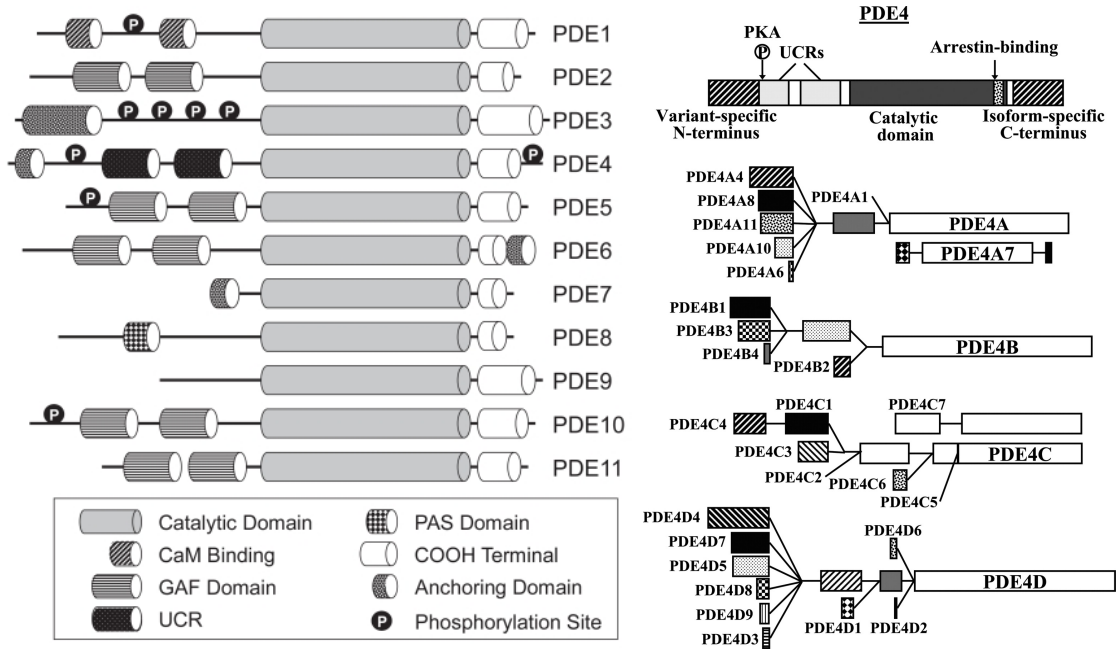 P
PDE1
PDE2
P P P P
PDE3
P P
PDE4
P
PDE5
PDE6
PDE7
PDE8
PDE9
P
PDE10
PDE11
Catalytic Domain
CaM Binding
GAF Domain
UCR
PAS Domain
COOH Terminal
Anchoring Domain
P Phosphorylation Site
PDE4
PKA
P
UCRs
Arrestin-binding
Variant-specific
N-terminus
Catalytic
domain
Isoform-specific
C-terminus
PDE4A4
PDE4A8
PDE4A11
PDE4A10
PDE4A6
PDE4A1
PDE4A
PDE4A7
PDE4B1
PDE4B3
PDE4B4
PDE4B2
PDE4B
PDE4C4
PDE4C1
PDE4C3
PDE4C2
PDE4C7
PDE4C
PDE4C6
PDE4C5
PDE4D4
PDE4D7
PDE4D5
PDE4D8
PDE4D9
PDE4D3
PDE4D6
PDE4D
PDE4D1
PDE4D2